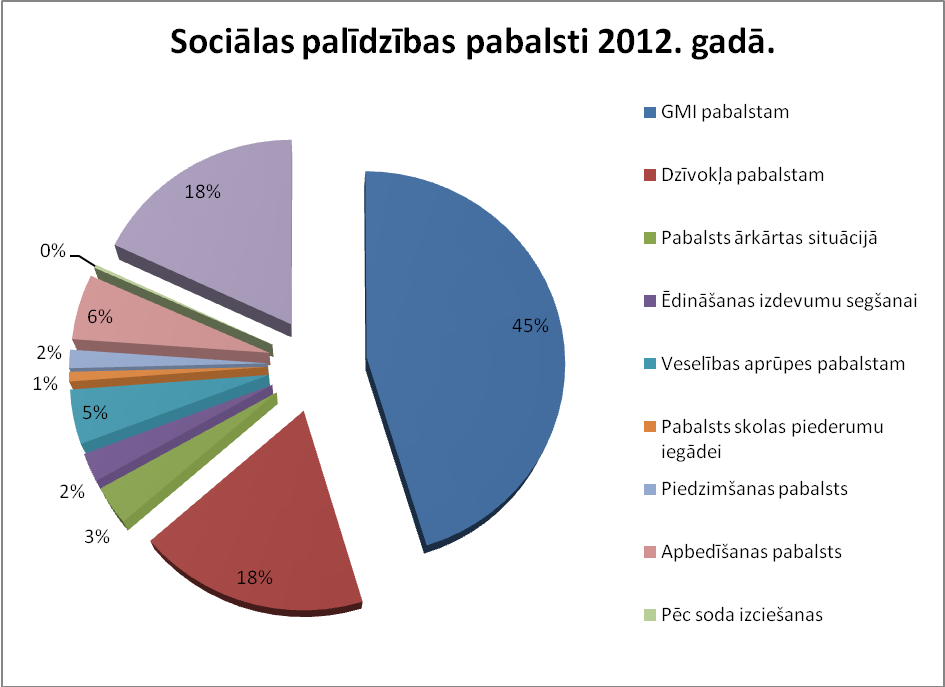 Sociālas palīdzības pabalsti 2012. gadā.
GMI pabalstam
Dzīvokļa pabalstam
Pabalsts ārkārtas situācijā
Ēdināšanas izdevumu segšanai
Veselības aprūpes pabalstam
Pabalsts skolas piederumu
iegādei
Piedzimšanas pabalsts
Apbedīšanas pabalsts
Pēc soda izciešanas
45%
18%
3%
2%
5%
1%
2%
6%
0%
18%